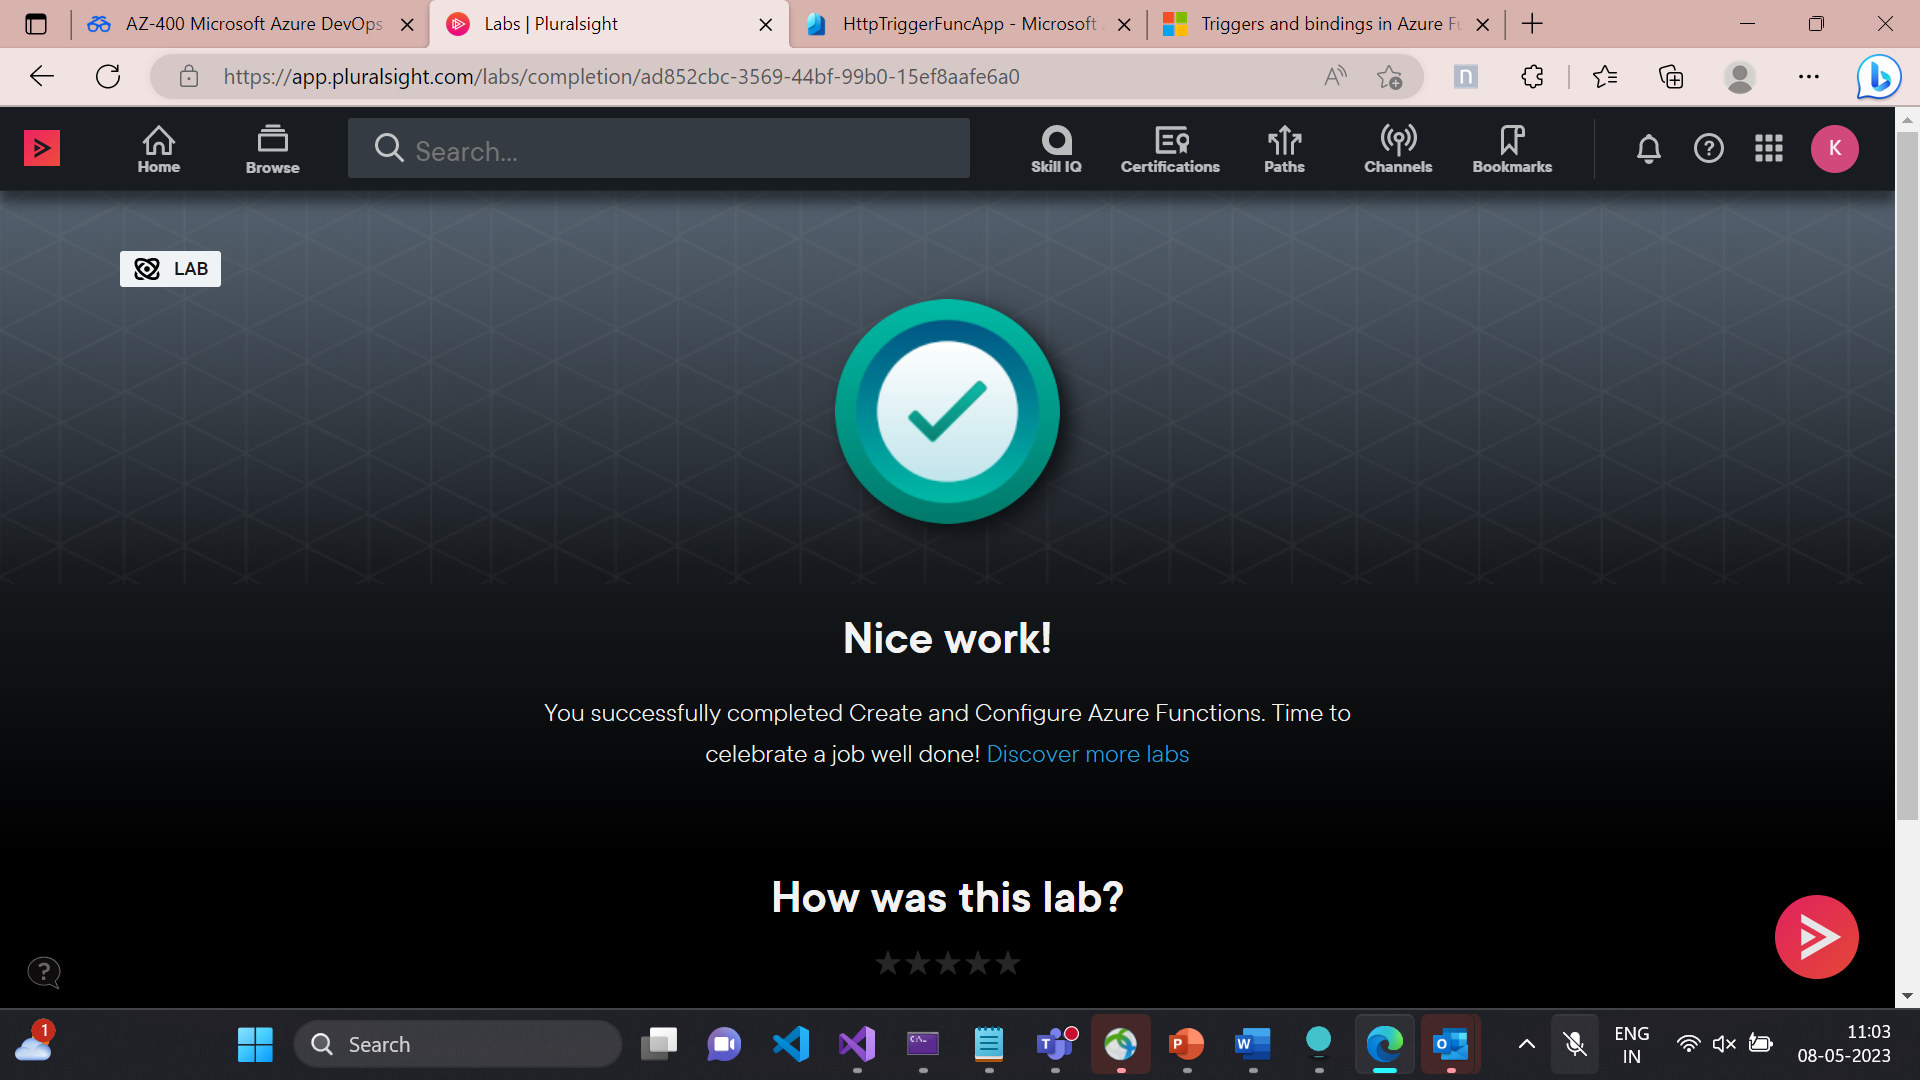 AZ-400 Microsoft Azure DevOps
Labs | Pluralsight
HttpTriggerFuncApp - Microsoft
Triggers and bindings in Azure Fu
https://app.pluralsight.com/labs/completion/ad852cbc-3569-44bf-99b0-15ef8aafe6a0
Home
Browse
Search...
Skill IQ
Certifications
Paths
Channels
Bookmarks
K
LAB
Nice work!
You successfully completed Create and Configure Azure Functions. Time to
celebrate a job well done! Discover more labs
How was this lab?
1
Search
ENG
IN
11:03
08-05-2023